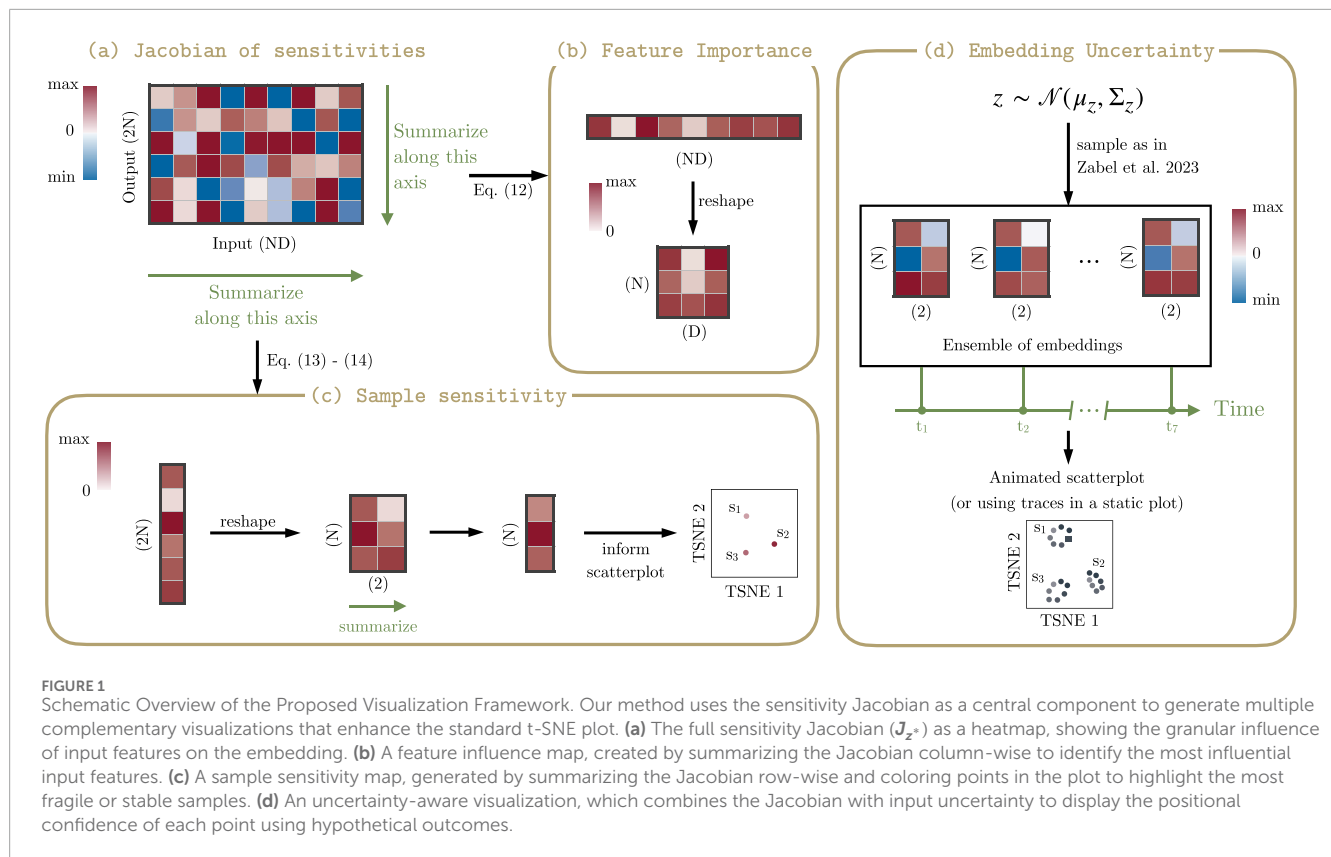 (a) Jacobian of sensitivities
max
0
min
Output (2N)
Input (ND)
Summarize
along this
axis
Summarize
along this axis
Eq. (12)
Eq. (13) - (14)
(b) Feature Importance
(ND)
max
0
reshape
(N)
(D)
(c) Sample sensitivity
max
0
(2N)
reshape
(N)
(2)
summarize
(N)
inform
scatterplot
TSNE 2
s1
s2
s3
TSNE 1
(d) Embedding Uncertainty
z ∼ 𝒩(μz, Σz)
sample as in
Zabel et al. 2023
max
0
min
(N)
(2)
(N)
(2)
...
(N)
(2)
Ensemble of embeddings
...
Time
t1
t2
t7
Animated scatterplot
(or using traces in a static plot)
TSNE 2
s1
s2
s3
TSNE 1
FIGURE 1
Schematic Overview of the Proposed Visualization Framework. Our method uses the sensitivity Jacobian as a central component to generate multiple
complementary visualizations that enhance the standard t-SNE plot. (a) The full sensitivity Jacobian (Jz*) as a heatmap, showing the granular influence
of input features on the embedding. (b) A feature influence map, created by summarizing the Jacobian column-wise to identify the most influential
input features. (c) A sample sensitivity map, generated by summarizing the Jacobian row-wise and coloring points in the plot to highlight the most
fragile or stable samples. (d) An uncertainty-aware visualization, which combines the Jacobian with input uncertainty to display the positional
confidence of each point using hypothetical outcomes.